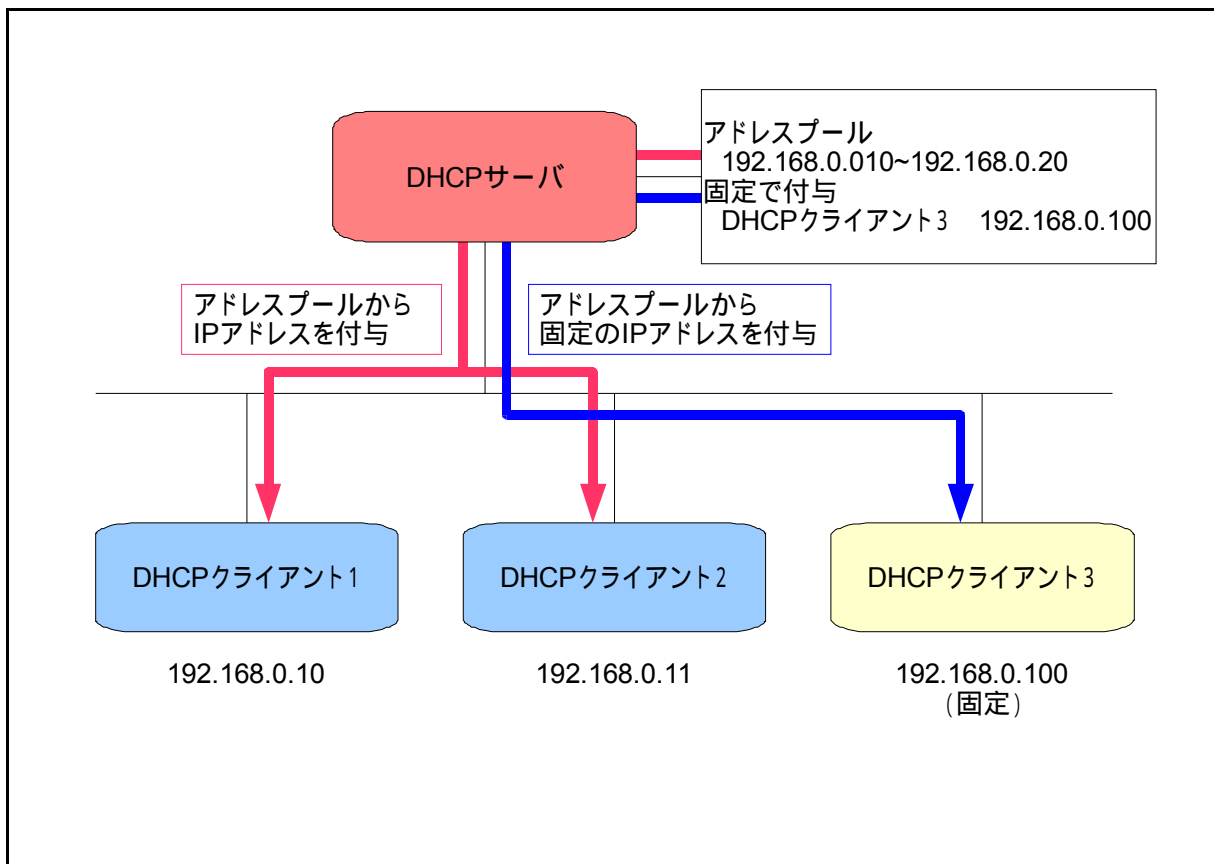 DHCPサーバ
アドレスプール
192.168.0.010~192.168.0.20
固定で付与
DHCPクライアント3 192.168.0.100
アドレスプールから
IPアドレスを付与
アドレスプールから
固定のIPアドレスを付与
DHCPクライアント1
DHCPクライアント2
DHCPクライアント3
192.168.0.10
192.168.0.11
192.168.0.100
(固定)